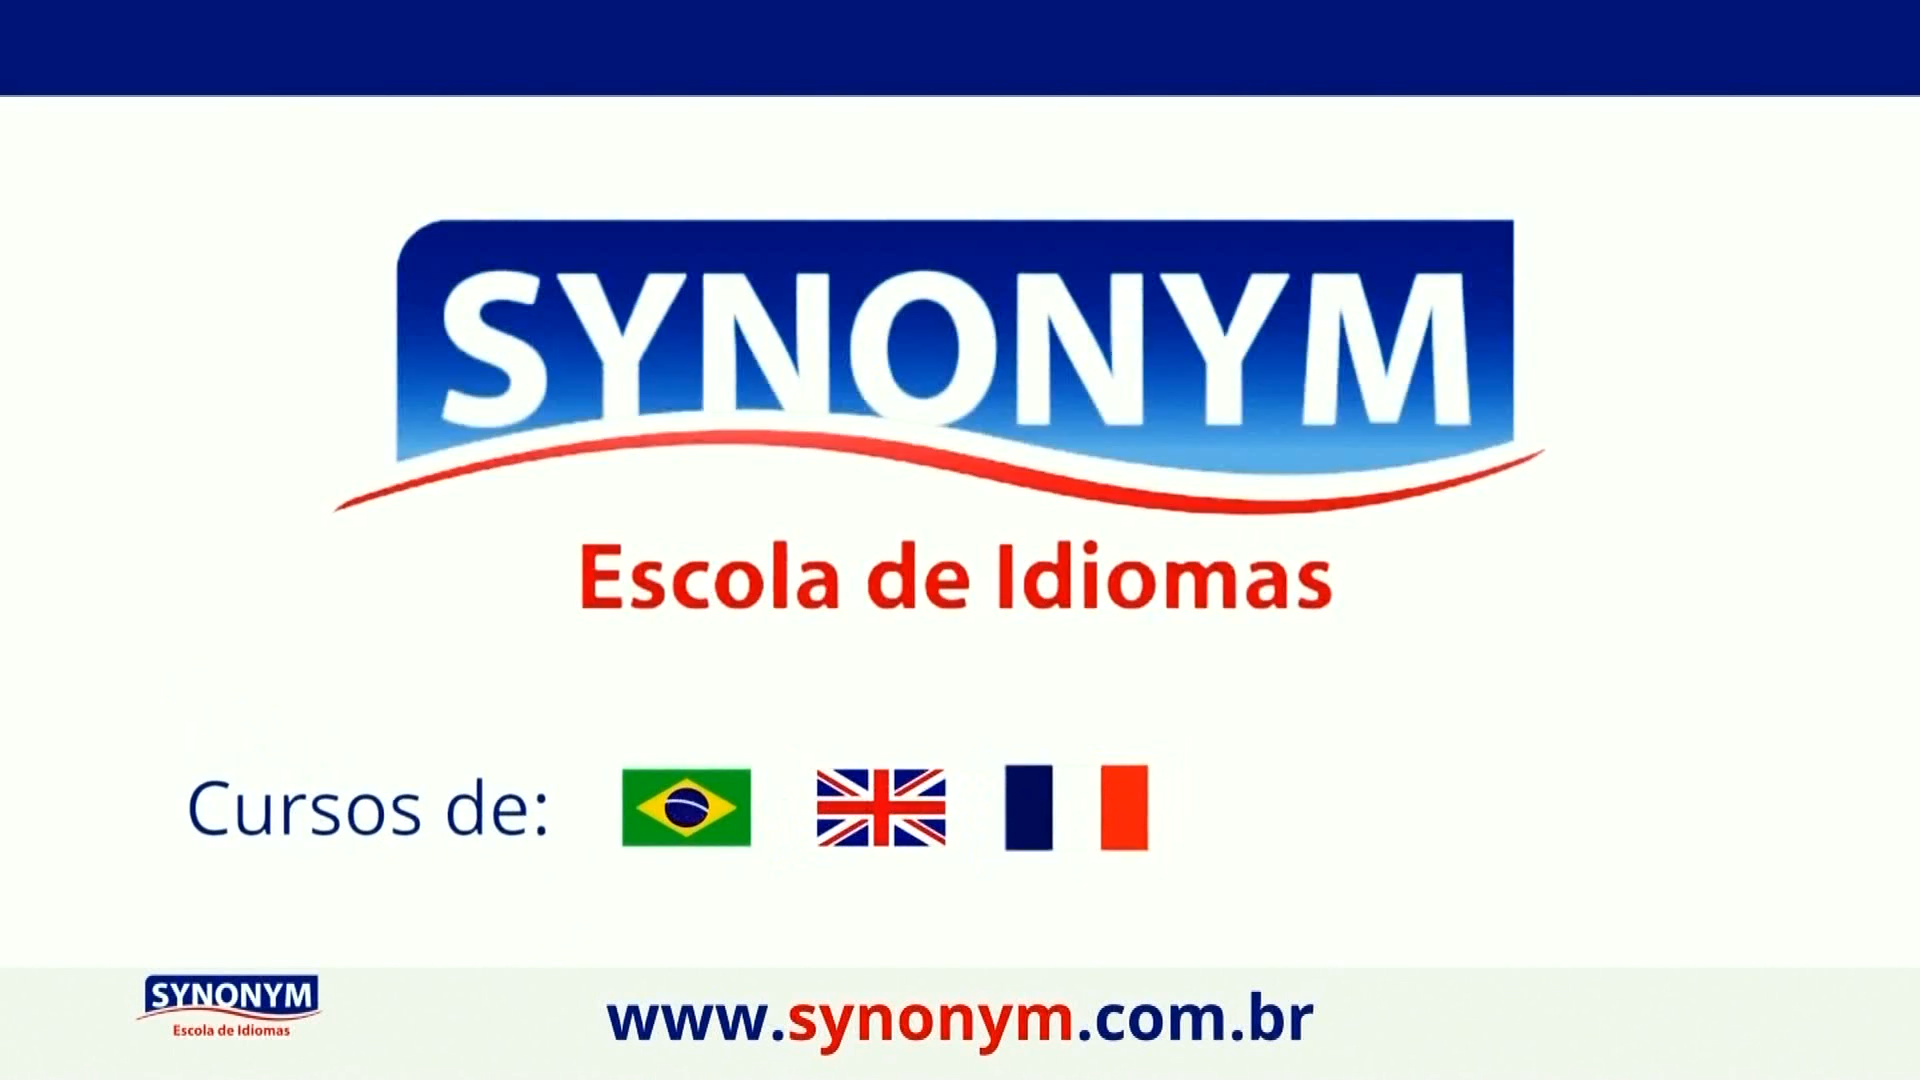 SYNONYM
Escola de Idiomas
Cursos de:
SYNONYM
Escola de Idiomas
www.synonym.com.br